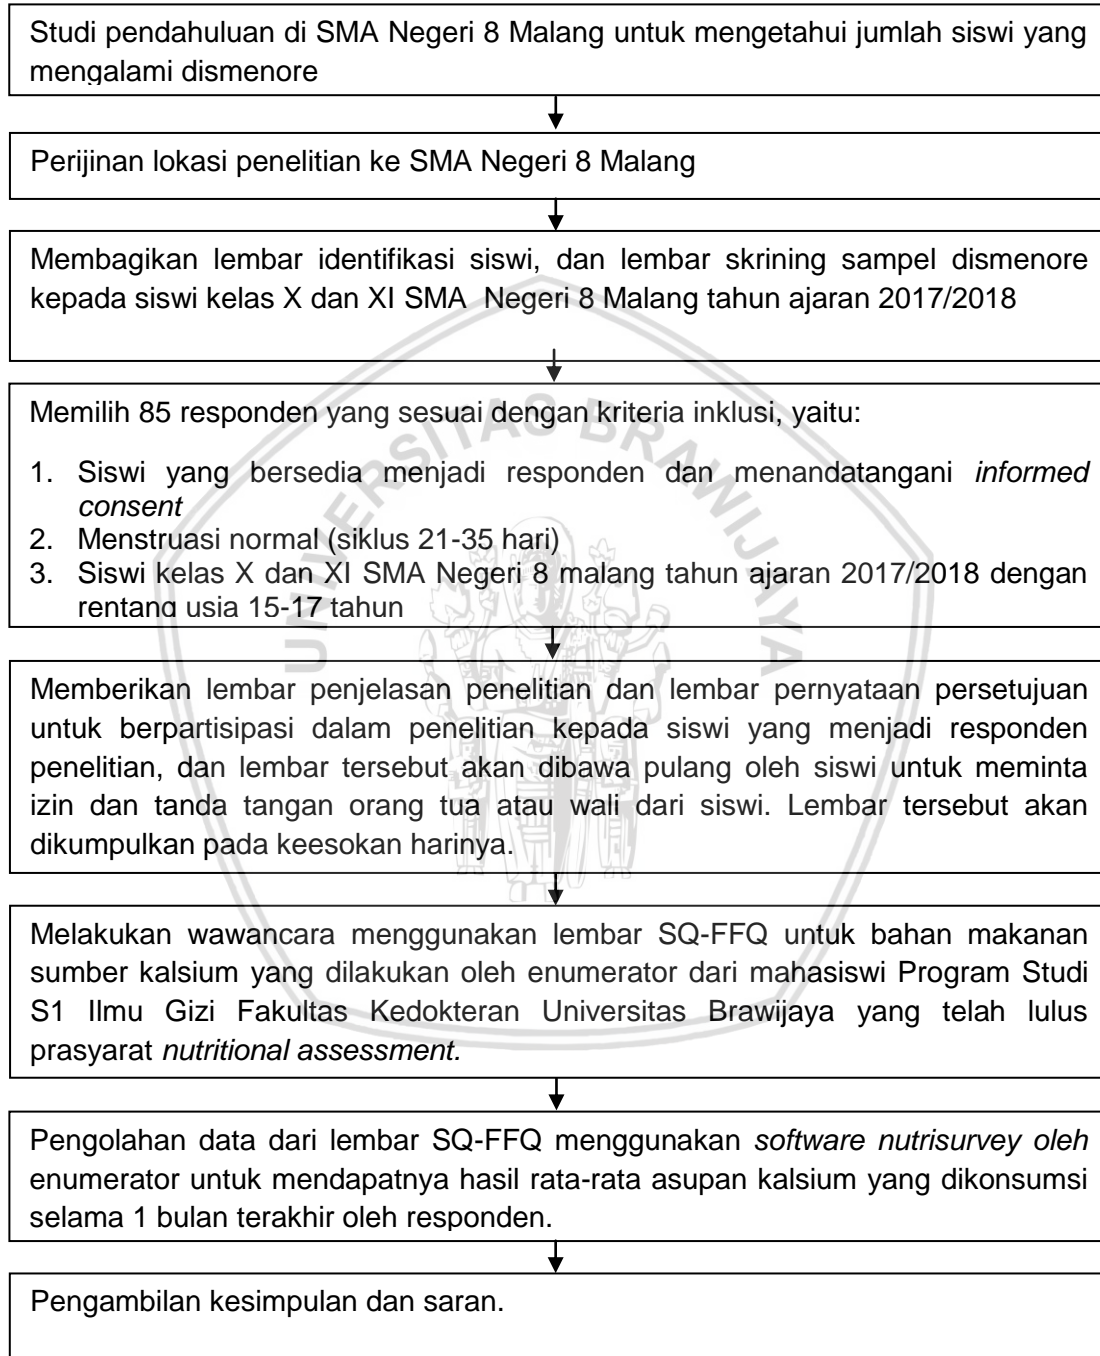 Studi pendahuluan di SMA Negeri 8 Malang untuk mengetahui jumlah siswi yang
mengalami dismenore
Perijinan lokasi penelitian ke SMA Negeri 8 Malang
Membagikan lembar identifikasi siswi, dan lembar skrining sampel dismenore
kepada siswi kelas X dan XI SMA Negeri 8 Malang tahun ajaran 2017/2018
Memilih 85 responden yang sesuai dengan kriteria inklusi, yaitu:
1. Siswi yang bersedia menjadi responden dan menandatangani informed
consent
2. Menstruasi normal (siklus 21-35 hari)
3. Siswi kelas X dan XI SMA Negeri 8 malang tahun ajaran 2017/2018 dengan
rentang usia 15-17 tahun
UNIVERSITAS BRAWIJAYA
Memberikan lembar penjelasan penelitian dan lembar pernyataan persetujuan
untuk berpartisipasi dalam penelitian kepada siswi yang menjadi responden
penelitian, dan lembar tersebut akan dibawa pulang oleh siswi untuk meminta
izin dan tanda tangan orang tua atau wali dari siswi. Lembar tersebut akan
dikumpulkan pada keesokan harinya.
Melakukan wawancara menggunakan lembar SQ-FFQ untuk bahan makanan
sumber kalsium yang dilakukan oleh enumerator dari mahasiswi Program Studi
S1 Ilmu Gizi Fakultas Kedokteran Universitas Brawijaya yang telah lulus
prasyarat nutritional assessment.
Pengolahan data dari lembar SQ-FFQ menggunakan software nutrisurvey oleh
enumerator untuk mendapatnya hasil rata-rata asupan kalsium yang dikonsumsi
selama 1 bulan terakhir oleh responden.
Pengambilan kesimpulan dan saran.